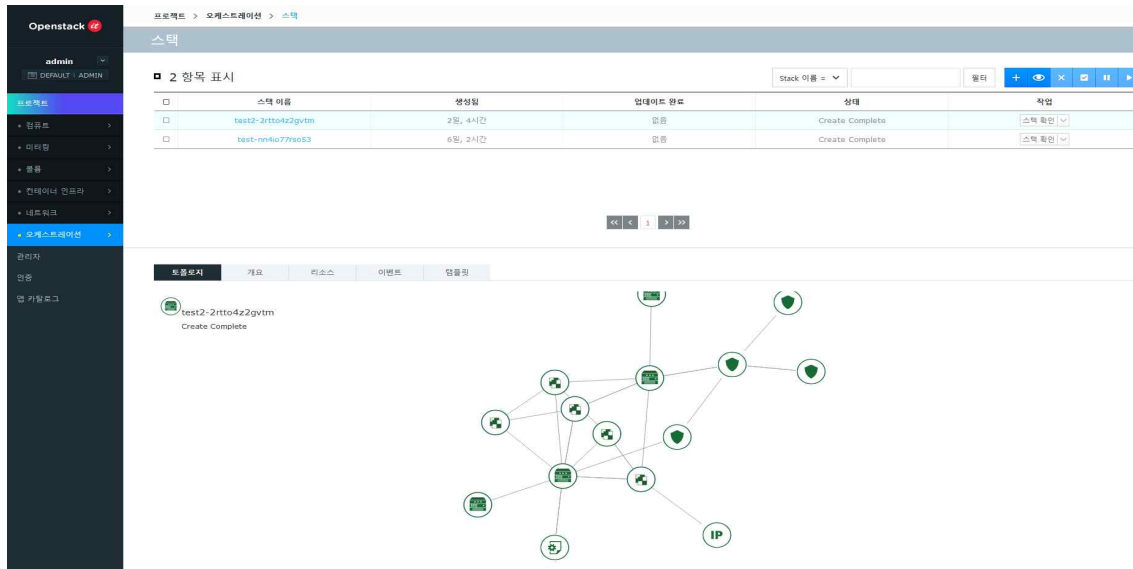 Openstack it
admin
DEFAULT | ADMIN
프로젝트
컴퓨트
미터링
볼륨
컨테이너 인프라
네트워크
오케스트레이션
관리자
인증
앱 카탈로그
프로젝트 > 오케스트레이션 > 스택
스택
2 항목 표시
Stack 이름 =
필터
스택 이름 생성됨 업데이트 완료 상태 작업
test2-2rtto4z2gvtm 2일, 4시간 없음 Create Complete 스택 확인
test-nn4io77rso53 6일, 2시간 없음 Create Complete 스택 확인
<< < 1 > >>
토폴로지 개요 리소스 이벤트 템플릿
test2-2rtto4z2gvtm
Create Complete
IP